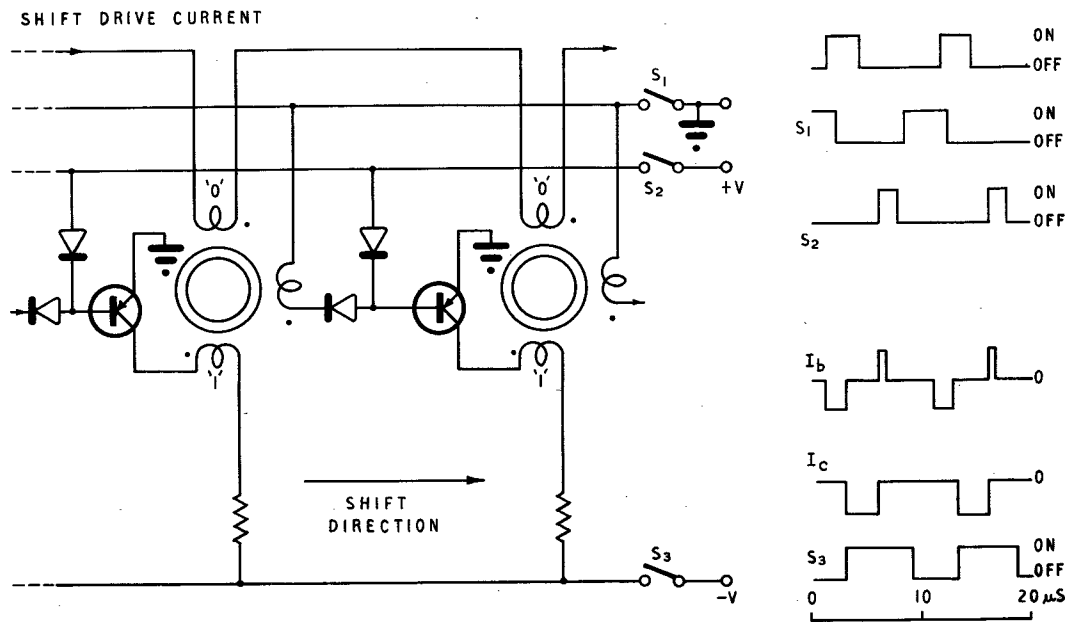 SHIFT DRIVE CURRENT
S1
S2
+V
'0'
'0'
'1'
'1'
SHIFT
DIRECTION
S3
-V
ON
OFF
S1
ON
OFF
S2
ON
OFF
Ib
0
Ic
0
S3
ON
OFF
0
10
20 µS